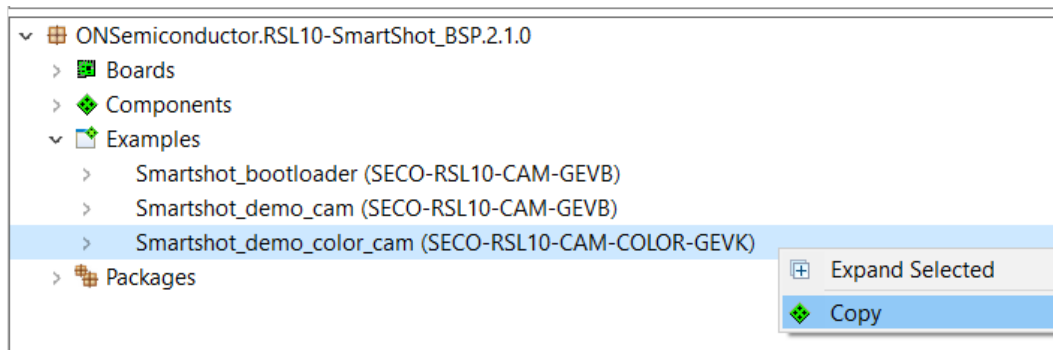 ONSemiconductor.RSL10-SmartShot_BSP.2.1.0
Boards
Components
Examples
Smartshot_bootloader (SECO-RSL10-CAM-GEVB)
Smartshot_demo_cam (SECO-RSL10-CAM-GEVB)
Smartshot_demo_color_cam (SECO-RSL10-CAM-COLOR-GEVK)
Packages
Expand Selected
Copy